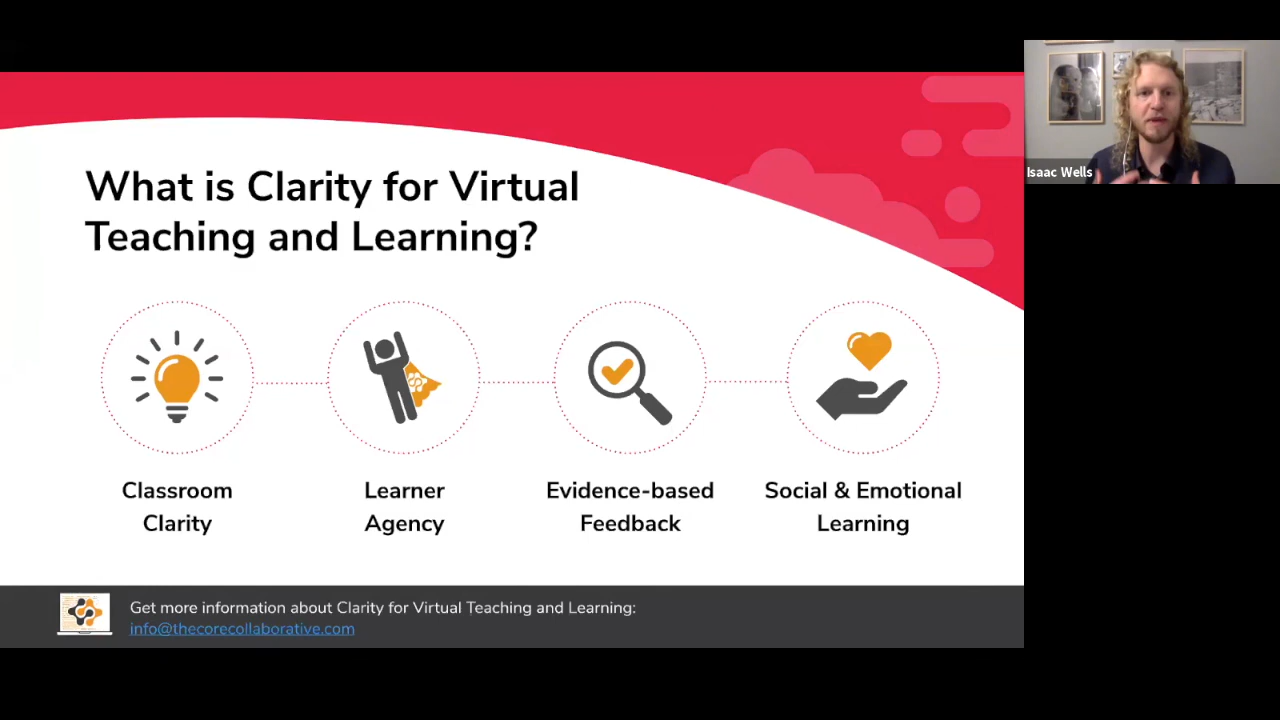 What is Clarity for Virtual
Teaching and Learning?
Classroom
Clarity
Learner
Agency
Evidence-based
Feedback
Social & Emotional
Learning
Get more information about Clarity for Virtual Teaching and Learning:
info@thecorecollaborative.com
Isaac Wells